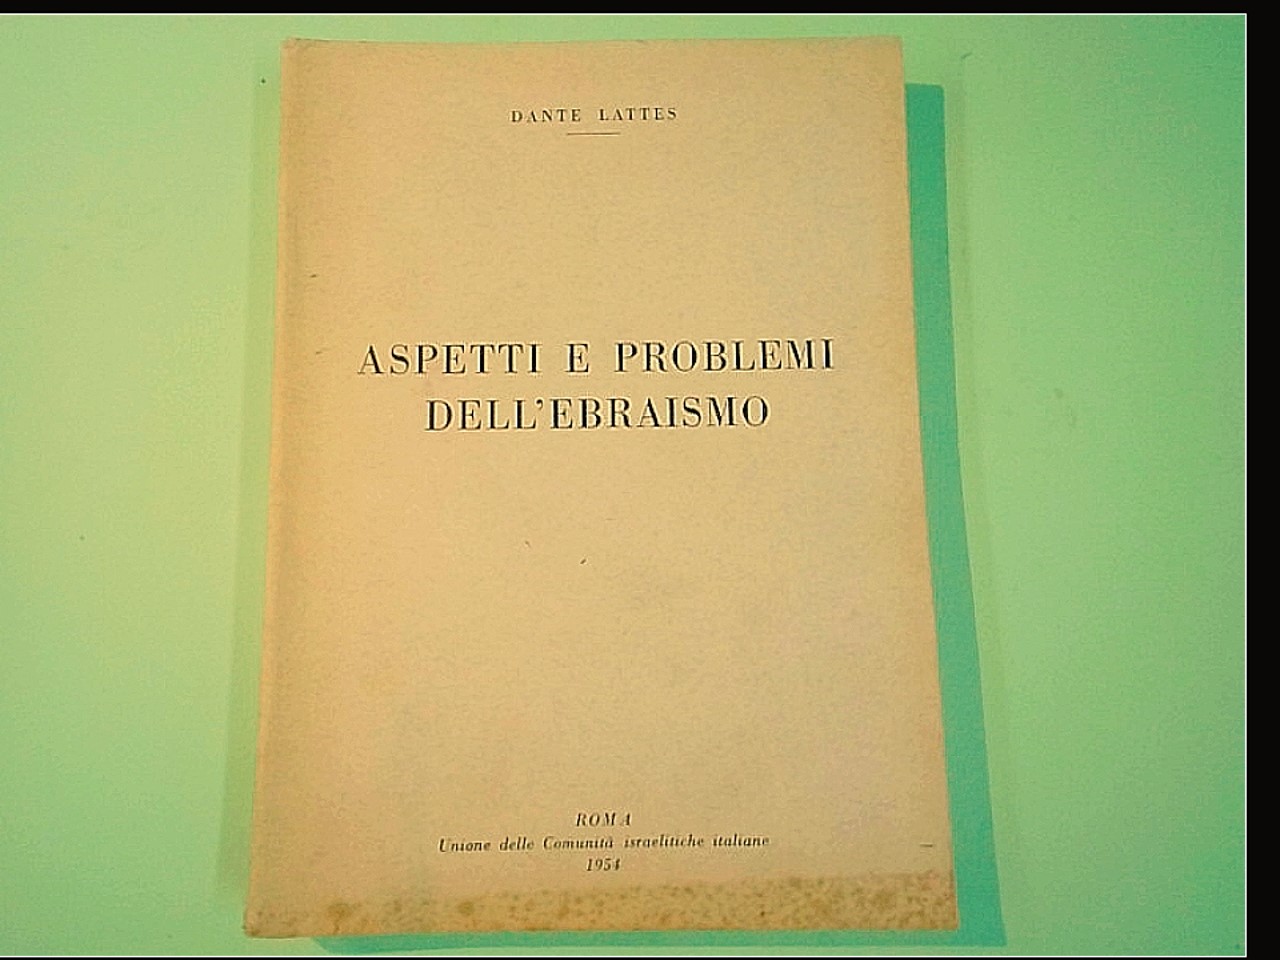 DANTE LATTES
ASPETTI E PROBLEMI
DELL'EBRAISMO
ROMA
Unione delle Comunità israelitiche italiane
1954